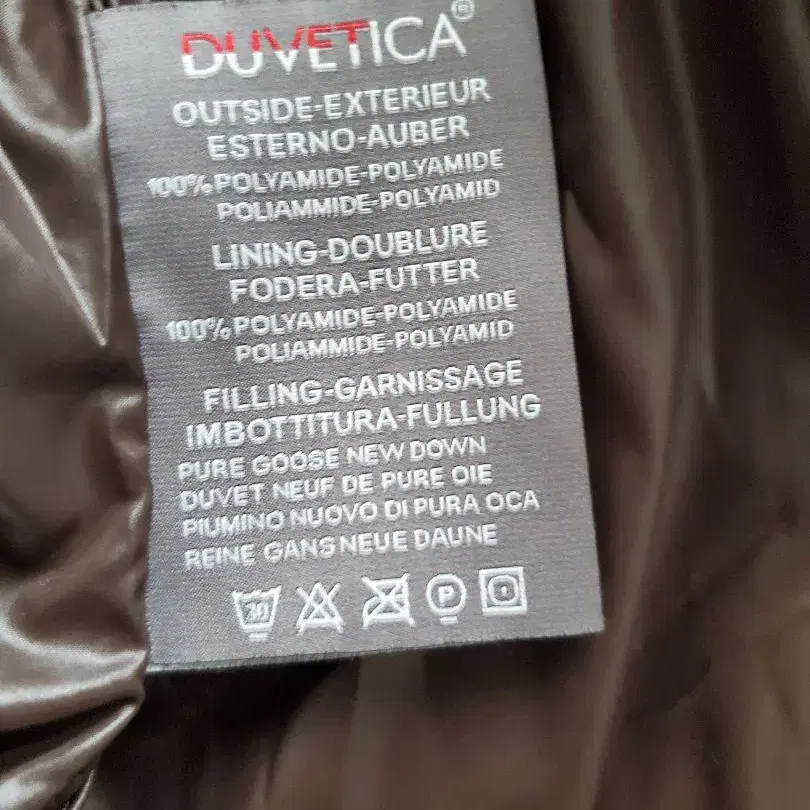 DUVETICA®
OUTSIDE-EXTERIEUR
ESTERNO-AUBER
100% POLYAMIDE-POLYAMIDE
POLIAMMIDE-POLYAMID
LINING-DOUBLURE
FODERA-FUTTER
100% POLYAMIDE-POLYAMIDE
POLIAMMIDE-POLYAMID
FILLING-GARNISSAGE
IMBOTTITURA-FULLUNG
PURE GOOSE NEW DOWN
DUVET NEUF DE PURE OIE
PIUMINO NUOVO DI PURA OCA
REINE GANS NEUE DAUNE
30 P